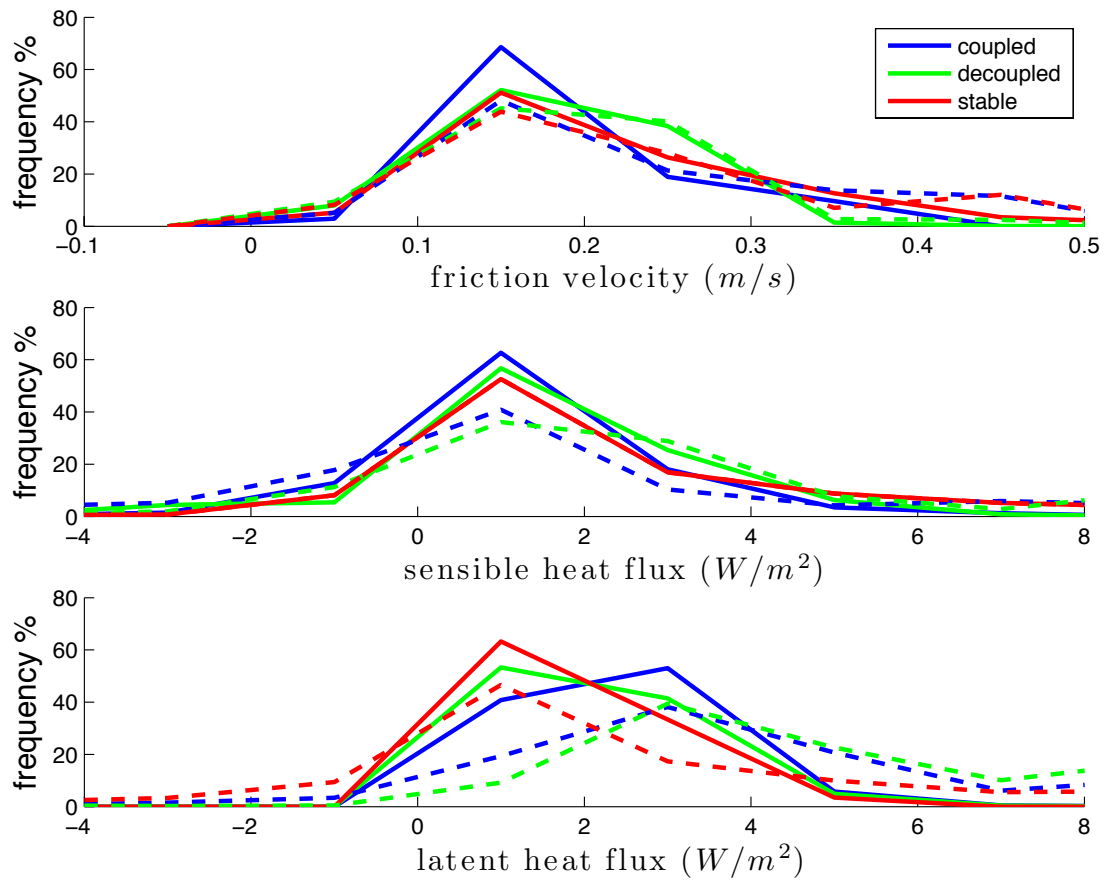 80
60
40
20
0
frequency %
coupled
decoupled
stable
−0.1 0 0.1 0.2 0.3 0.4 0.5
friction velocity (m/s)
80
60
40
20
0
frequency %
−4 −2 0 2 4 6 8
sensible heat flux (W/m²)
80
60
40
20
0
frequency %
−4 −2 0 2 4 6 8
latent heat flux (W/m²)